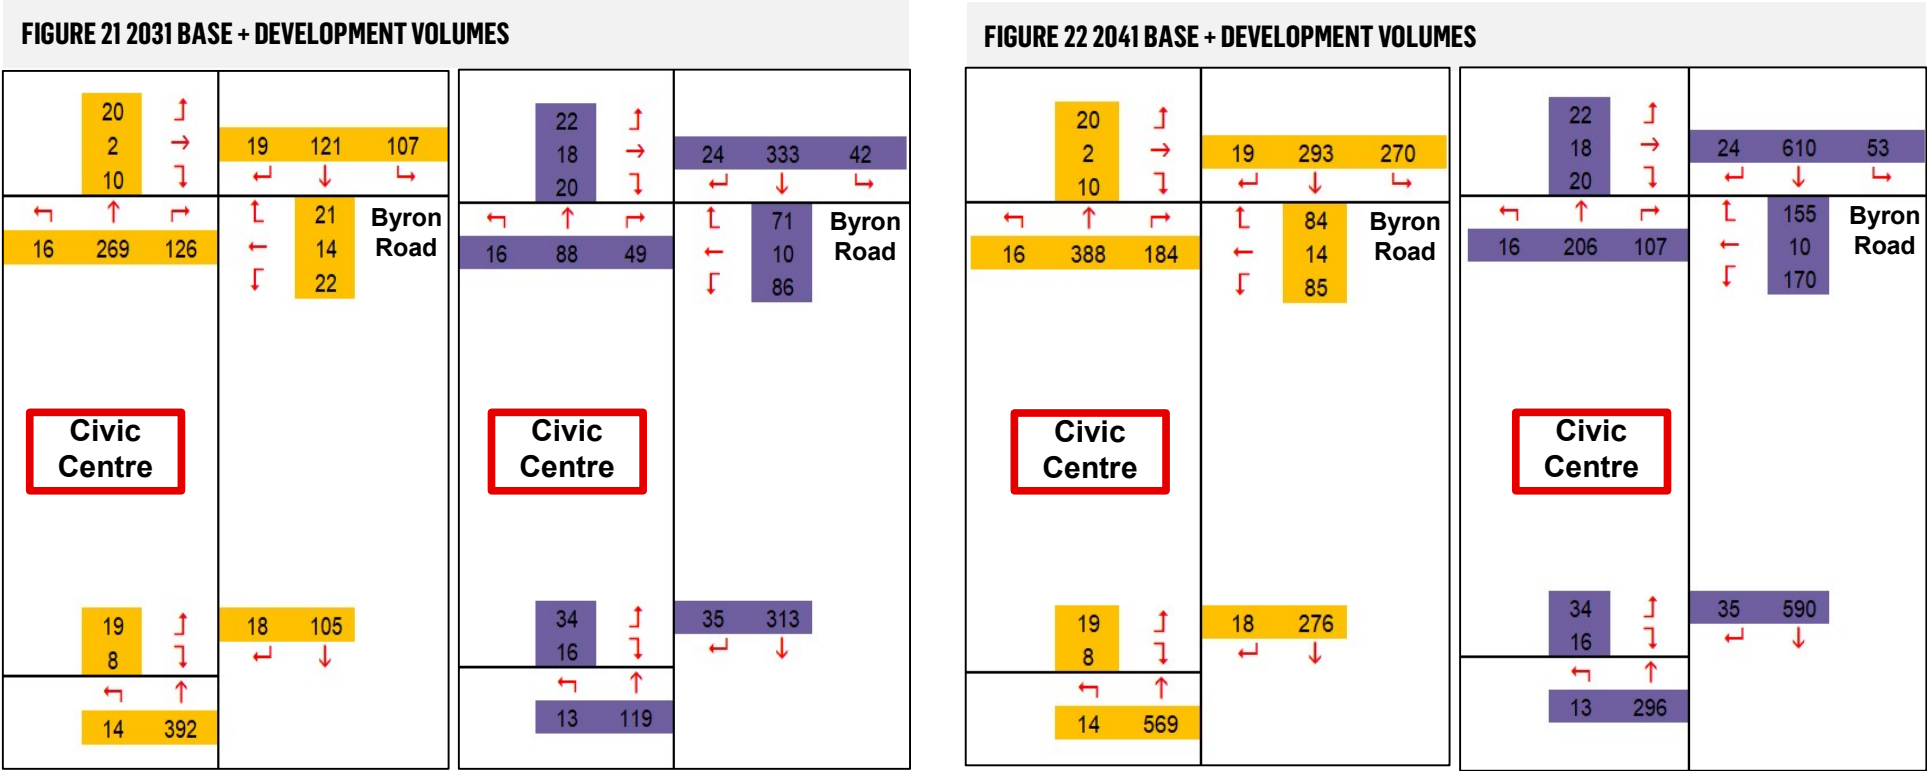 FIGURE 21 2031 BASE + DEVELOPMENT VOLUMES
20
2
19 121 107
10
21
Byron
Road
16 269 126
14
22
Civic
Centre
19
18 105
8
14 392
22
18
24 333 42
20
71
Byron
Road
16 88 49
10
86
Civic
Centre
34
35 313
16
13 119
FIGURE 22 2041 BASE + DEVELOPMENT VOLUMES
20
2
19 293 270
10
84
Byron
Road
16 388 184
14
85
Civic
Centre
19
18 276
8
14 569
22
18
24 610 53
20
155
Byron
Road
16 206 107
10
170
Civic
Centre
34
35 590
16
13 296